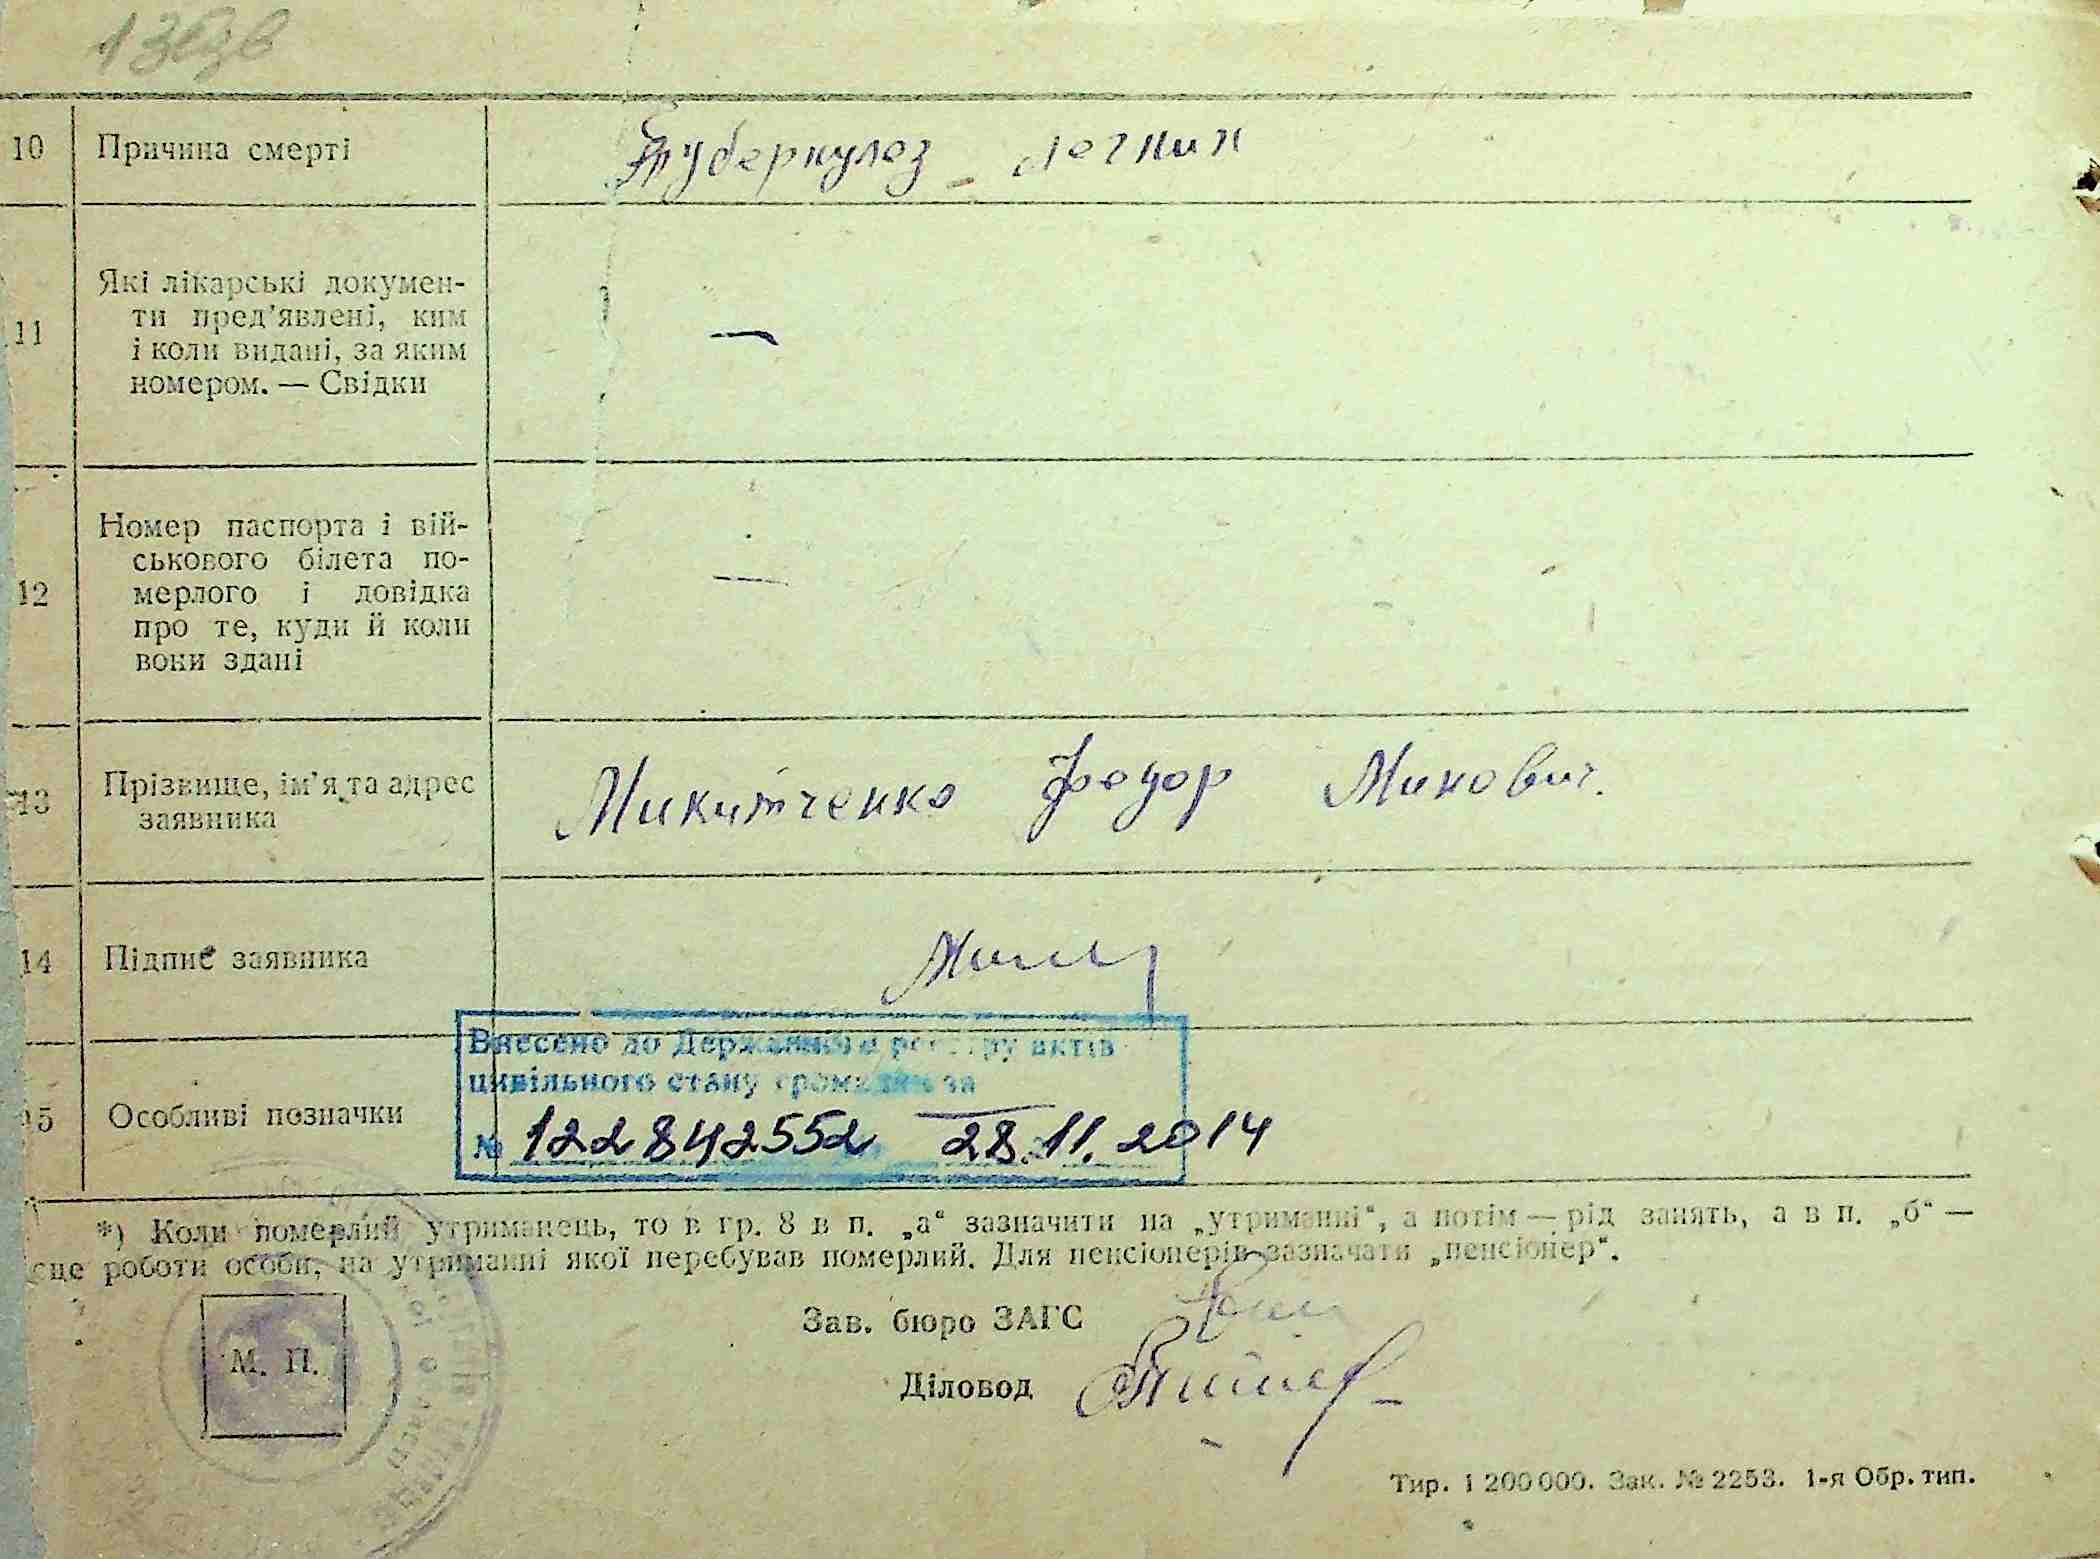 1 з
10 Причина смерті Туберкулоз легких
11 Які лікарські докумен-
ти пред'явлені, ким
і коли видані, за яким
номером. — Свідки —
12 Номер паспорта і вій-
ськового білета по-
мерлого і довідка
про те, куди й коли
вони здані —
13 Прізвище, ім'я та адрес
заявника Микитченко Федор Микович.
14 Підпис заявника
Внесено до Державного реєстру актів
цивільного стану громадян за
15 Особливі позначки
№ 122842552 28.11.2014
*) Коли померлий утриманець, то в гр. 8 в п. „а“ зазначити на „утриманні“, а потім — рід занять, а в п. „б“ —
сце роботи особи, на утриманні якої перебував померлий. Для пенсіонерів зазначати „пенсіонер“.
Зав. бюро ЗАГС
М. П.
Діловод
Тир. 1 200 000. Зак. № 2253. 1-я Обр. тип.